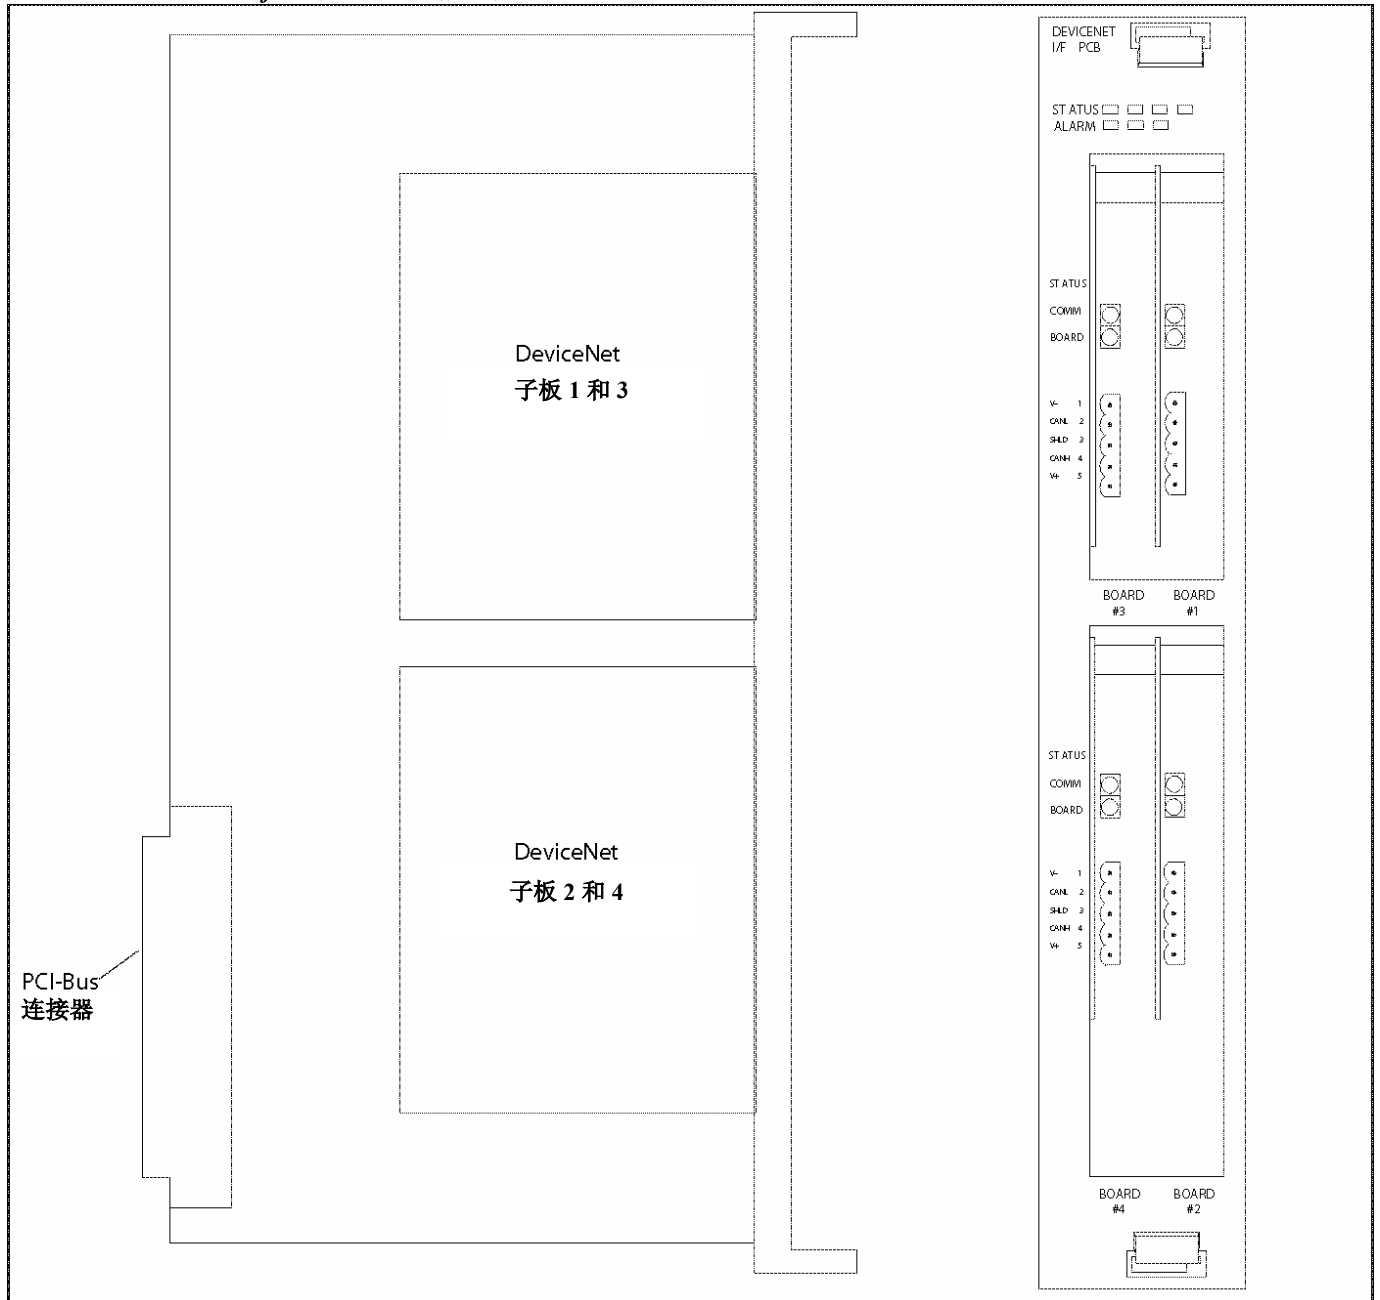 DeviceNet
子板 1 和 3
DeviceNet
子板 2 和 4
PCI-Bus
连接器
DEVICENET
I/F PCB
STATUS
ALARM
STATUS
COMM
BOARD
V- 1
CANL 2
SHLD 3
CANH 4
V+ 5
BOARD BOARD
#3 #1
STATUS
COMM
BOARD
V- 1
CANL 2
SHLD 3
CANH 4
V+ 5
BOARD BOARD
#4 #2